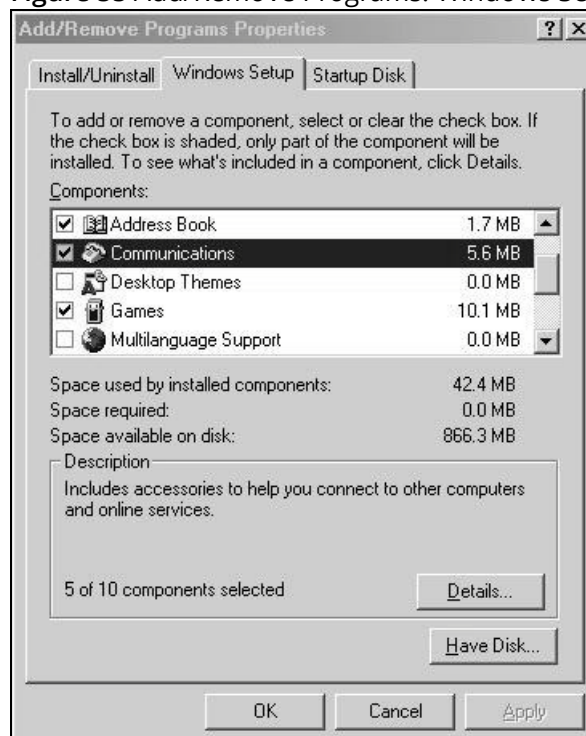 Add/Remove Programs Properties
Install/Uninstall Windows Setup Startup Disk
To add or remove a component, select or clear the check box. If
the check box is shaded, only part of the component will be
installed. To see what's included in a component, click Details.
Components:
Address Book 1.7 MB
Communications 5.6 MB
Desktop Themes 0.0 MB
Games 10.1 MB
Multilanguage Support 0.0 MB
Space used by installed components: 42.4 MB
Space required: 0.0 MB
Space available on disk: 866.3 MB
Description
Includes accessories to help you connect to other computers
and online services.
5 of 10 components selected Details...
Have Disk...
OK Cancel Apply